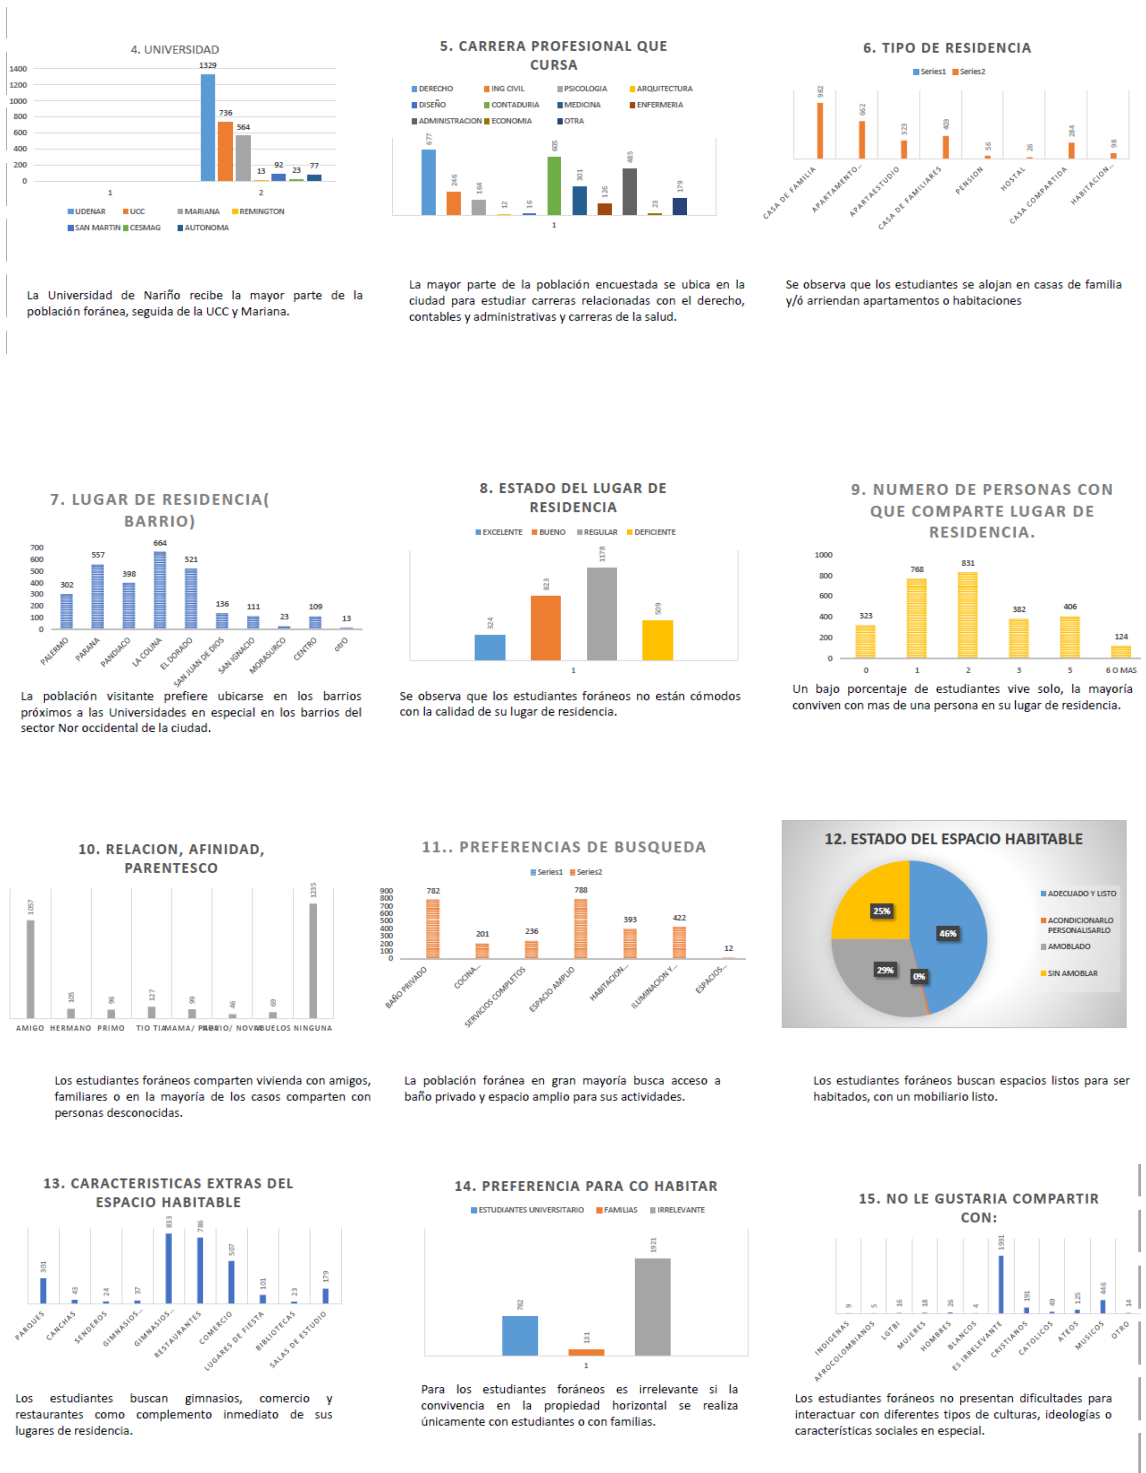 4. UNIVERSIDAD
1400
1200
1000
800
600
400
200
0
1329
736
564
13
92
23
77
1
2
UDENAR
UCC
MARIANA
REMINGTON
SAN MARTIN
CESMAG
AUTONOMA
La Universidad de Nariño recibe la mayor parte de la
población foránea, seguida de la UCC y Mariana.
5. CARRERA PROFESIONAL QUE
CURSA
DERECHO
ING CIVIL
PSICOLOGIA
ARQUITECTURA
DISEÑO
CONTADURIA
MEDICINA
ENFERMERIA
ADMINISTRACION
ECONOMIA
OTRA
677
246
164
12
16
605
301
126
485
23
179
1
La mayor parte de la población encuestada se ubica en la
ciudad para estudiar carreras relacionadas con el derecho,
contables y administrativas y carreras de la salud.
6. TIPO DE RESIDENCIA
Series1
Series2
982
662
323
403
56
26
284
98
CASA DE FAMILIA
APARTAMENTO…
APARTAESTUDIO
CASA DE FAMILIARES
PENSION
HOSTAL
CASA COMPARTIDA
HABITACION…
Se observa que los estudiantes se alojan en casas de familia
y/ó arriendan apartamentos o habitaciones
7. LUGAR DE RESIDENCIA(
BARRIO)
700
600
500
400
300
200
100
0
302
557
398
664
521
136
111
23
109
13
PALERMO
PARANA
PANDIACO
LA COLINA
EL DORADO
SAN JUAN DE DIOS
SAN IGNACIO
MORASURCO
CENTRO
otrO
La población visitante prefiere ubicarse en los barrios
próximos a las Universidades en especial en los barrios del
sector Nor occidental de la ciudad.
8. ESTADO DEL LUGAR DE
RESIDENCIA
EXCELENTE
BUENO
REGULAR
DEFICIENTE
324
823
1178
509
1
Se observa que los estudiantes foráneos no están cómodos
con la calidad de su lugar de residencia.
9. NUMERO DE PERSONAS CON
QUE COMPARTE LUGAR DE
RESIDENCIA.
1000
800
600
400
200
0
323
768
831
382
406
124
0
1
2
3
5
6 O MAS
Un bajo porcentaje de estudiantes vive solo, la mayoría
conviven con mas de una persona en su lugar de residencia.
10. RELACION, AFINIDAD,
PARENTESCO
1057
105
96
127
99
46
69
1235
AMIGO
HERMANO
PRIMO
TIO TIA
MAMA/ PAPA
NOVIO/ NOVIA
ABUELOS
NINGUNA
Los estudiantes foráneos comparten vivienda con amigos,
familiares o en la mayoría de los casos comparten con
personas desconocidas.
11.. PREFERENCIAS DE BUSQUEDA
Series1
Series2
900
800
700
600
500
400
300
200
100
0
782
201
236
788
393
422
12
BAÑO PRIVADO
COCINA…
SERVICIOS COMPLETOS
ESPACIO AMPLIO
HABITACION…
ILUMINACION Y…
ESPACIOS…
La población foránea en gran mayoría busca acceso a
baño privado y espacio amplio para sus actividades.
12. ESTADO DEL ESPACIO HABITABLE
25%
46%
29%
0%
ADECUADO Y LISTO
ACONDICIONARLO
PERSONALISARLO
AMOBLADO
SIN AMOBLAR
Los estudiantes foráneos buscan espacios listos para ser
habitados, con un mobiliario listo.
13. CARACTERISTICAS EXTRAS DEL
ESPACIO HABITABLE
301
43
24
37
833
786
507
101
23
179
PARQUES
CANCHAS
SENDEROS
GIMNASIOS…
GIMNASIOS…
RESTAURANTES
COMERCIO
LUGARES DE FIESTA
BIBLIOTECAS
SALAS DE ESTUDIO
Los estudiantes buscan gimnasios, comercio y
restaurantes como complemento inmediato de sus
lugares de residencia.
14. PREFERENCIA PARA CO HABITAR
ESTUDIANTES UNIVERSITARIO
FAMILIAS
IRRELEVANTE
782
131
1921
1
Para los estudiantes foráneos es irrelevante si la
convivencia en la propiedad horizontal se realiza
únicamente con estudiantes o con familias.
15. NO LE GUSTARIA COMPARTIR
CON:
9
5
16
18
26
4
1931
191
49
125
446
14
INDIGENAS
AFROCOLOMBIANOS
LGTBI
MUJERES
HOMBRES
BLANCOS
ES IRRELEVANTE
CRISTIANOS
CATOLICOS
ATEOS
MUSICOS
OTRO
Los estudiantes foráneos no presentan dificultades para
interactuar con diferentes tipos de culturas, ideologías o
características sociales en especial.